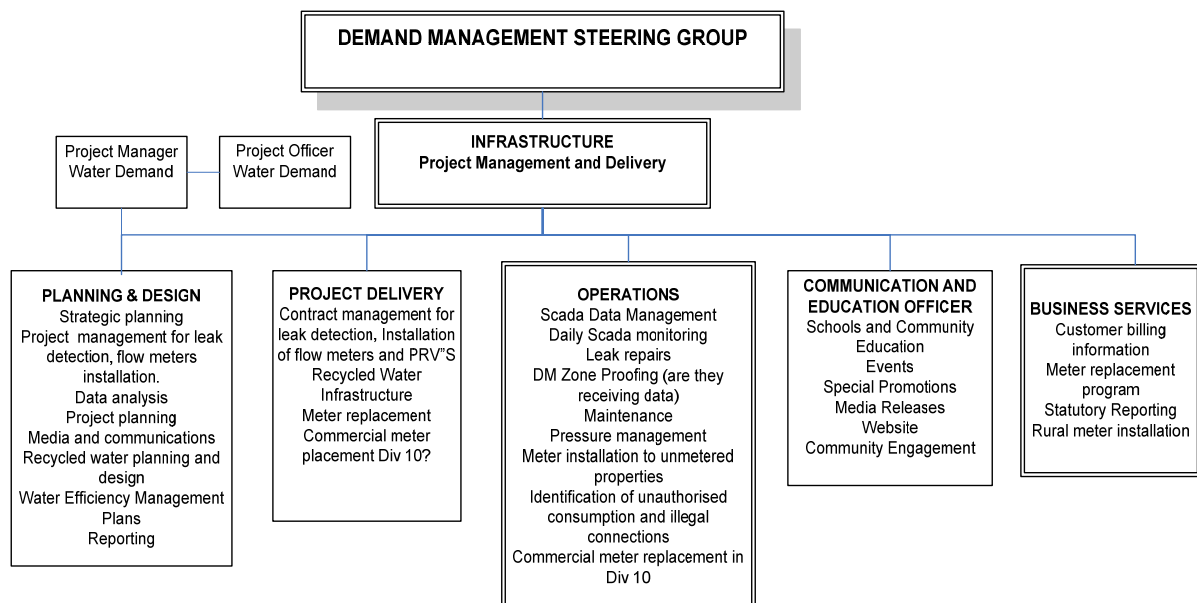 DEMAND MANAGEMENT STEERING GROUP
INFRASTRUCTURE
Project Management and Delivery
Project Manager
Water Demand
Project Officer
Water Demand
PLANNING & DESIGN
Strategic planning
Project management for leak
detection, flow meters
installation.
Data analysis
Project planning
Media and communications
Recycled water planning and
design
Water Efficiency Management
Plans
Reporting
PROJECT DELIVERY
Contract management for
leak detection, Installation
of flow meters and PRV"S
Recycled Water
Infrastructure
Meter replacement
Commercial meter
placement Div 10?
OPERATIONS
Scada Data Management
Daily Scada monitoring
Leak repairs
DM Zone Proofing (are they
receiving data)
Maintenance
Pressure management
Meter installation to unmetered
properties
Identification of unauthorised
consumption and illegal
connections
Commercial meter replacement in
Div 10
COMMUNICATION AND
EDUCATION OFFICER
Schools and Community
Education
Events
Special Promotions
Media Releases
Website
Community Engagement
BUSINESS SERVICES
Customer billing
information
Meter replacement
program
Statutory Reporting
Rural meter installation